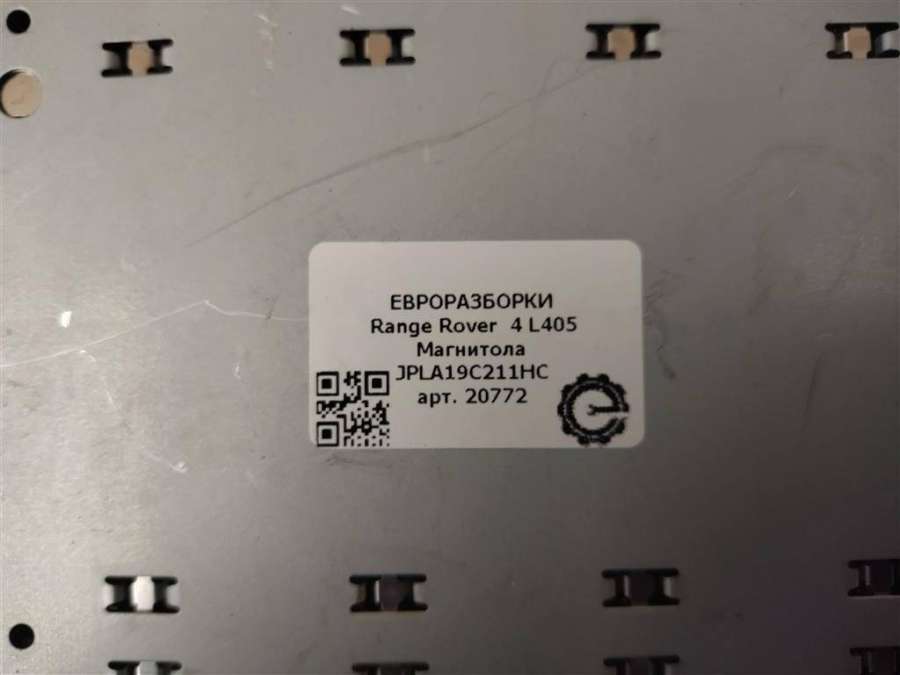 ЕВРОРАЗБОРКИ
Range Rover 4 L405
Магнитола
JPLA19C211HC
арт. 20772